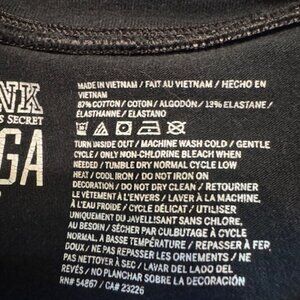 NK
S SECRET
GA
MADE IN VIETNAM / FAIT AU VIETNAM / HECHO EN
VIETNAM
87% COTTON / COTON / ALGODÓN / 13% ELASTANE /
ÉLASTHANNE / ELASTANO
TURN INSIDE OUT / MACHINE WASH COLD / GENTLE
CYCLE / ONLY NON-CHLORINE BLEACH WHEN
NEEDED / TUMBLE DRY NORMAL CYCLE LOW
HEAT / COOL IRON / DO NOT IRON ON
DECORATION / DO NOT DRY CLEAN / RETOURNER
LE VÊTEMENT À L'ENVERS / LAVER À LA MACHINE,
À L'EAU FROIDE / CYCLE DÉLICAT / UTILISER
UNIQUEMENT DU JAVELLISANT SANS CHLORE,
AU BESOIN / SÉCHER PAR CULBUTAGE À CYCLE
NORMAL, À BASSE TEMPÉRATURE / REPASSER À FER
DOUX / NE PAS REPASSER LES ORNEMENTS / NE
PAS NETTOYER À SEC / LAVAR DEL LADO DEL
REVÉS / NO PLANCHAR SOBRE LA DECORACIÓN
RN# 54867 / CA# 23226